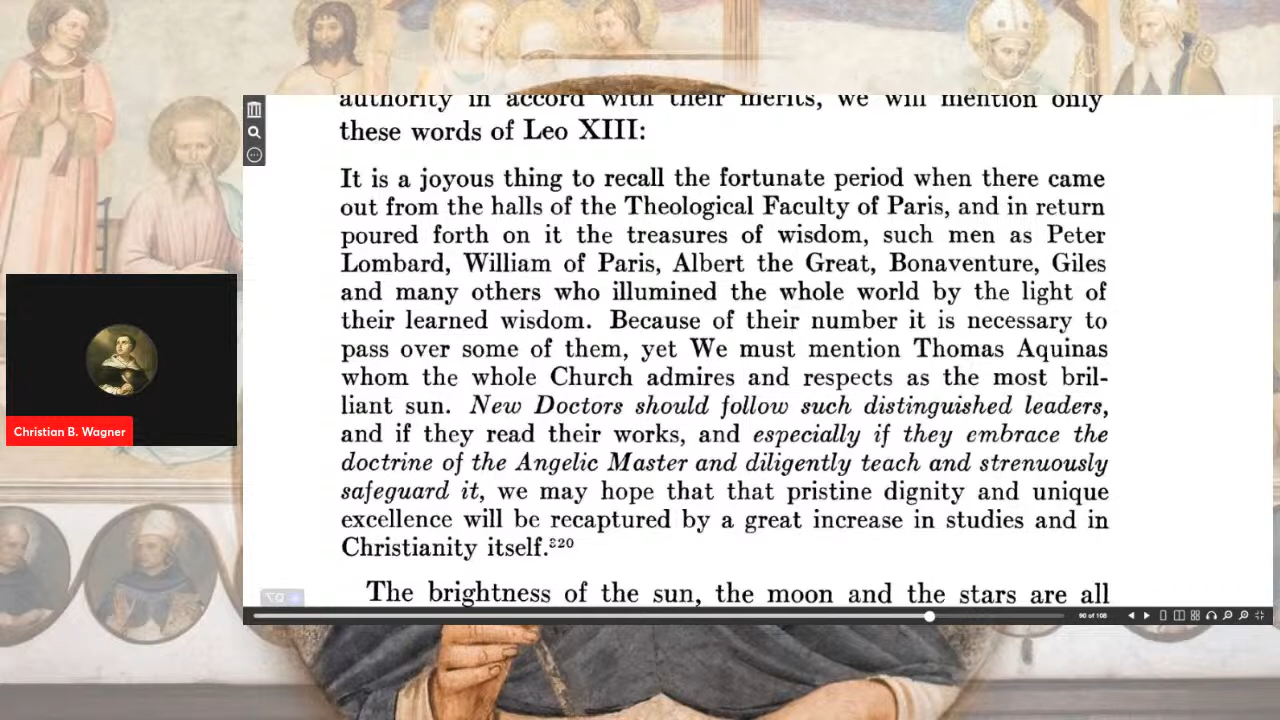 authority in accord with their merits, we will mention only
these words of Leo XIII:
It is a joyous thing to recall the fortunate period when there came
out from the halls of the Theological Faculty of Paris, and in return
poured forth on it the treasures of wisdom, such men as Peter
Lombard, William of Paris, Albert the Great, Bonaventure, Giles
and many others who illumined the whole world by the light of
their learned wisdom. Because of their number it is necessary to
pass over some of them, yet We must mention Thomas Aquinas
whom the whole Church admires and respects as the most bril-
liant sun. New Doctors should follow such distinguished leaders,
and if they read their works, and especially if they embrace the
doctrine of the Angelic Master and diligently teach and strenuously
safeguard it, we may hope that that pristine dignity and unique
excellence will be recaptured by a great increase in studies and in
Christianity itself.³²⁰
The brightness of the sun, the moon and the stars are all
Christian B. Wagner
90 of 108